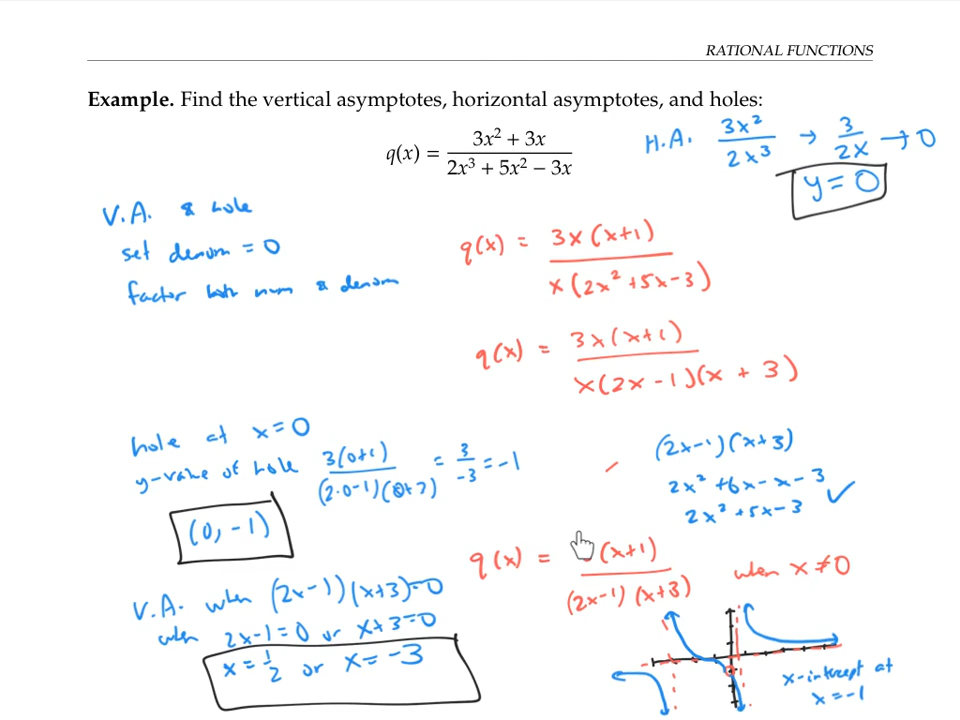 RATIONAL FUNCTIONS
Example. Find the vertical asymptotes, horizontal asymptotes, and holes:
q(x) = (3x² + 3x)/(2x³ + 5x² − 3x)
H.A. 3x²/2x³ → 3/2x → 0
y = 0
V.A. & hole
set denom = 0
factor both num & denom
q(x) = 3x(x+1)/x(2x²+5x-3)
q(x) = 3x(x+1)/x(2x-1)(x+3)
hole at x=0
y-value of hole 3(0+1)/(2·0-1)(0+3) = 3/-3 = -1
(0, -1)
(2x-1)(x+3)
2x² +6x-x-3
2x² +5x-3 ✓
q(x) = (x+1)/(2x-1)(x+3) when x≠0
V.A. when (2x-1)(x+3)=0
when 2x-1=0 or x+3=0
x=1/2 or x=-3
x-intercept at
x=-1